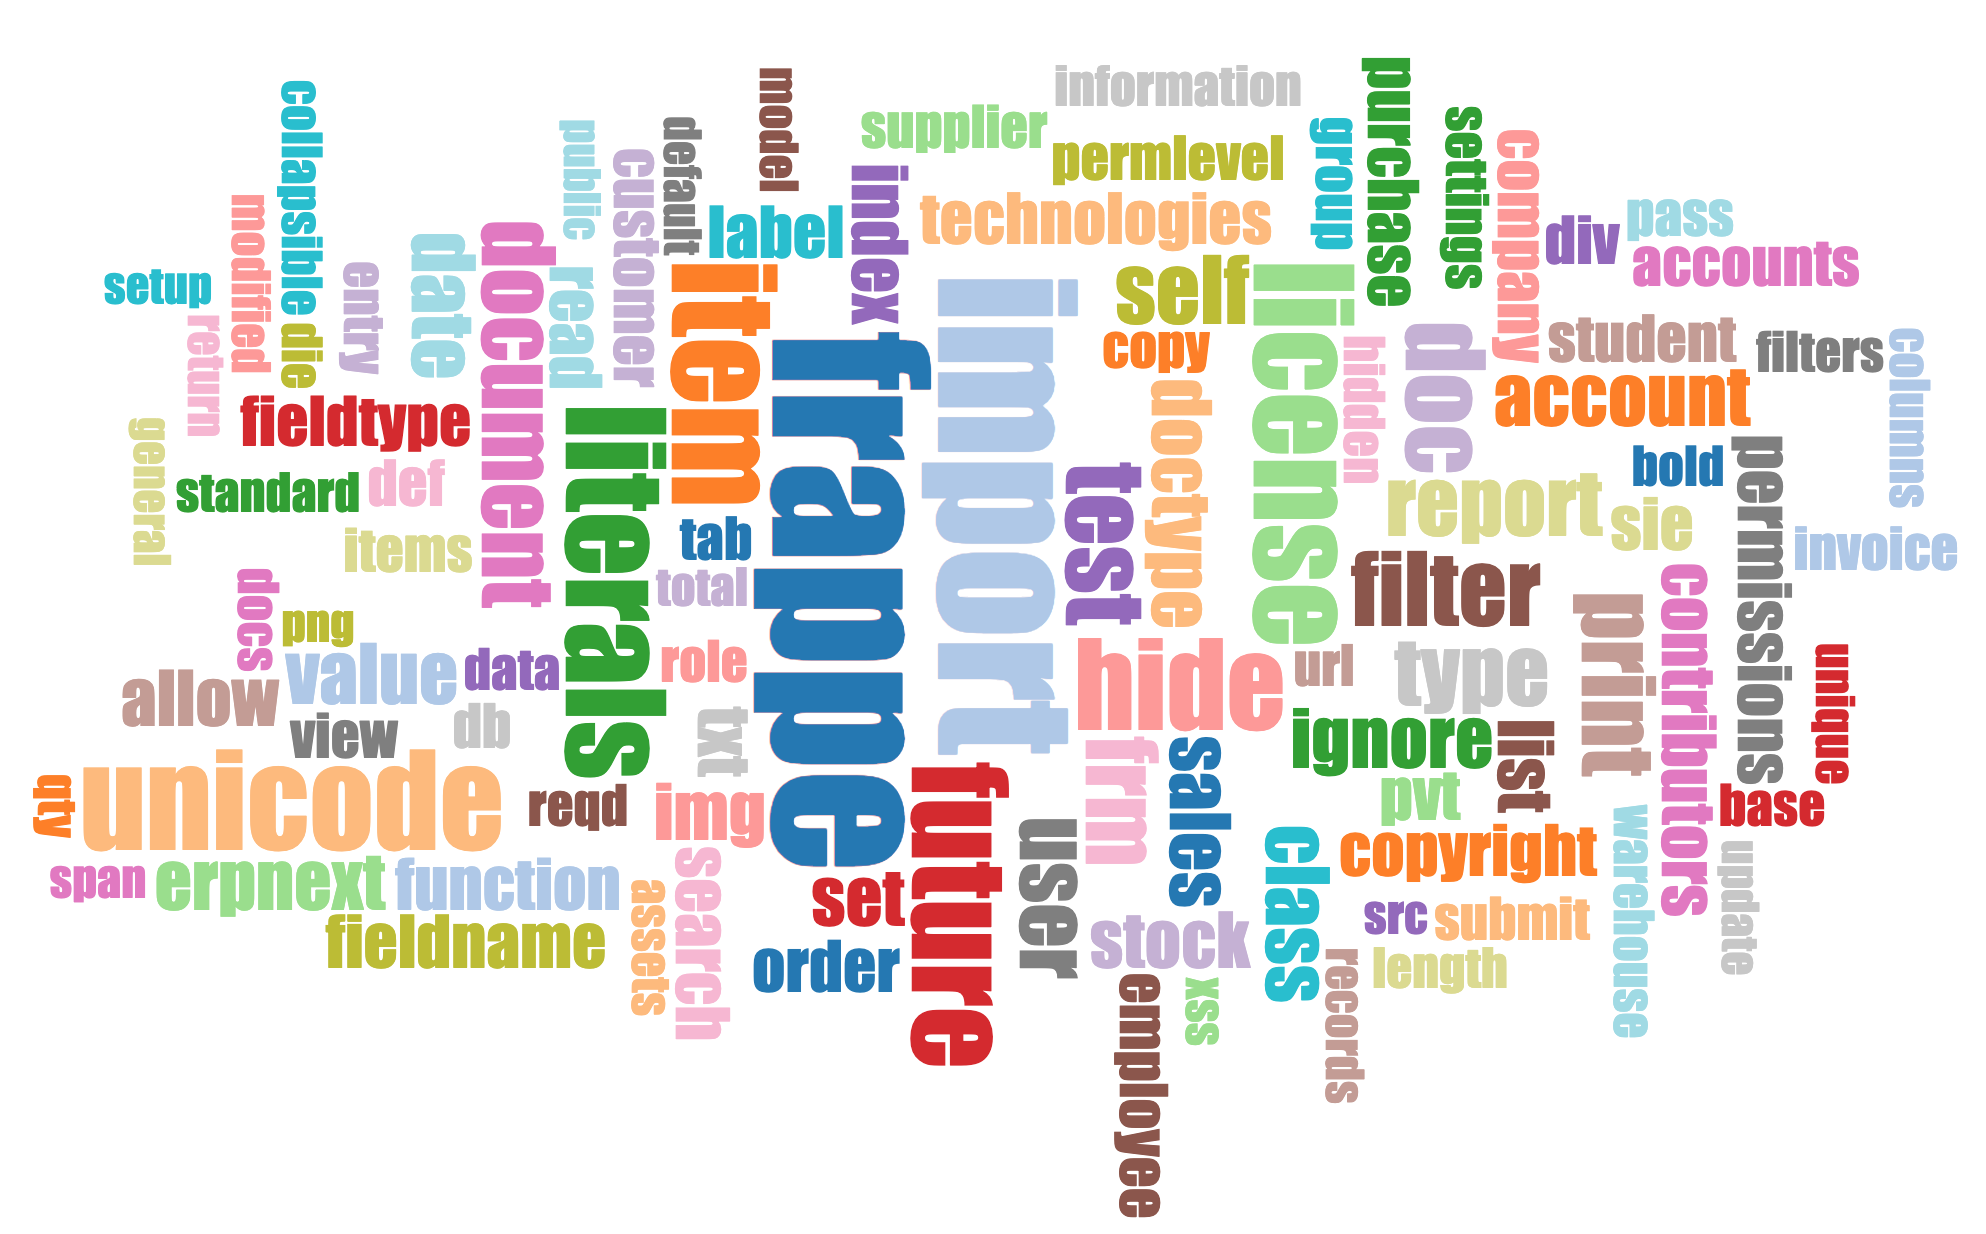 collapsible
modified
setup
return
die
entry
date
document
public
read
customer
default
model
label
index
supplier
information
permlevel
technologies
group
purchase
settings
company
div
pass
accounts
student
filters
columns
account
item
frappe
import
self
copy
license
hidden
doc
doctype
test
fieldtype
general
standard
def
items
literals
tab
total
docs
png
value
data
role
allow
view
db
txt
report
sie
bold
permissions
invoice
filter
print
contributors
unique
hide
url
type
ignore
list
pvt
base
qty
unicode
reqd
img
span
erpnext
function
fieldname
assets
search
set
order
future
user
frm
sales
stock
class
copyright
src
submit
length
warehouse
update
employee
xss
records